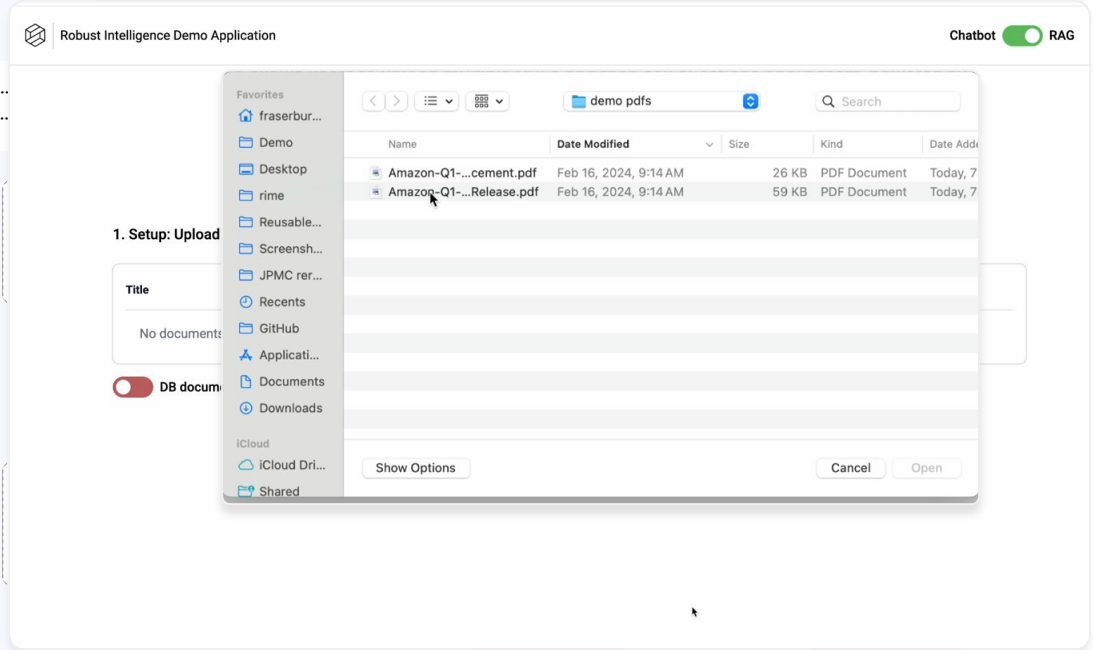 Robust Intelligence Demo Application
Chatbot RAG
Favorites
fraserbur...
Demo
Desktop
rime
Reusable...
Screensh...
JPMC rer...
Recents
GitHub
Applicati...
Documents
Downloads
iCloud
iCloud Dri...
Shared
demo pdfs
Search
Name Date Modified Size Kind Date Adde
Amazon-Q1-...cement.pdf Feb 16, 2024, 9:14 AM 26 KB PDF Document Today, 7
Amazon-Q1-...Release.pdf Feb 16, 2024, 9:14 AM 59 KB PDF Document Today, 7
Show Options Cancel Open
1. Setup: Upload
Title
No documents
DB docum